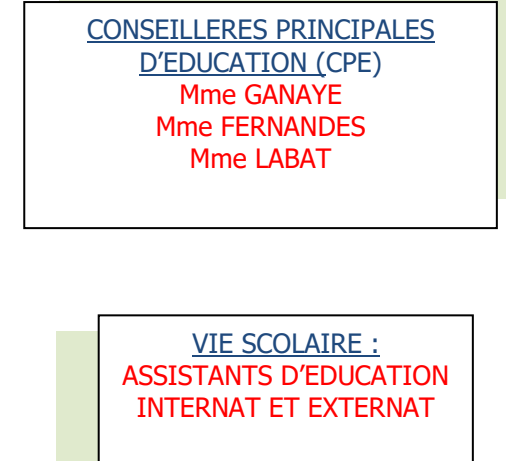 CONSEILLERES PRINCIPALES
D’EDUCATION (CPE)
Mme GANAYE
Mme FERNANDES
Mme LABAT
VIE SCOLAIRE :
ASSISTANTS D’EDUCATION
INTERNAT ET EXTERNAT